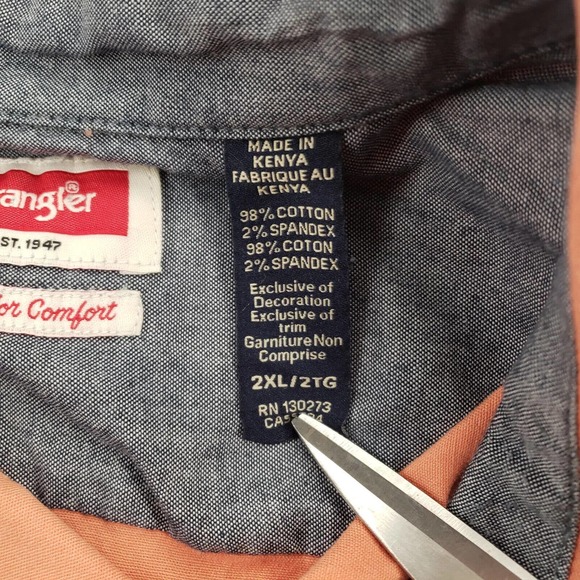 angler®
ST. 1947
or Comfort
MADE IN
KENYA
FABRIQUE AU
KENYA
98% COTTON
2% SPANDEX
98% COTON
2% SPANDEX
Exclusive of
Decoration
Exclusive of
trim
Garniture Non
Comprise
2XL/2TG
RN 130273